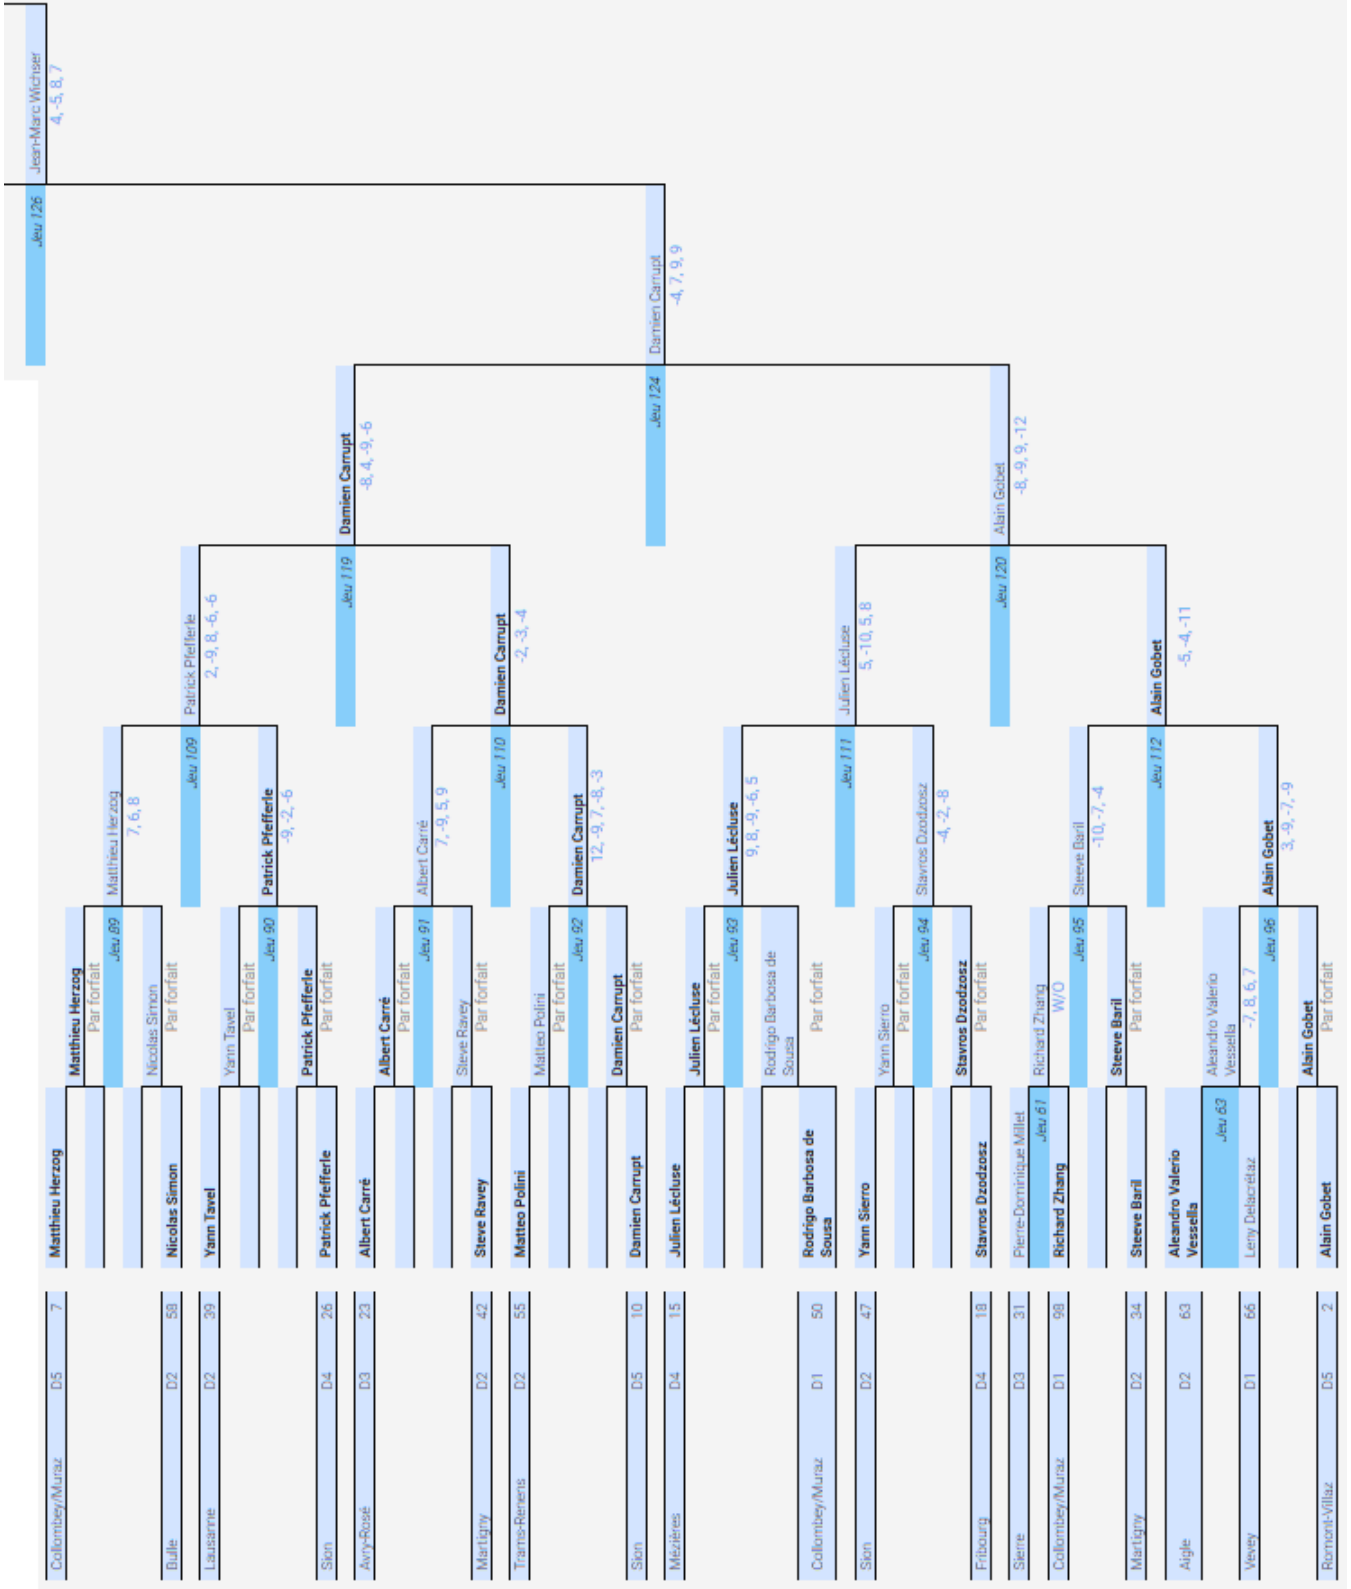 Jeu 126 Jean-Marc Wichser
Collombey/Muraz D5 7 Matthieu Herzog 4, -5, 8, 7
Matthieu Herzog
Par forfait
Jeu 89 Matthieu Herzog
7, 6, 8
Nicolas Simon
Bulle D2 58 Nicolas Simon Par forfait
Jeu 109 Patrick Pfefferle
Lausanne D2 39 Yann Tavel 2, -9, 8, -6, -6
Yann Tavel
Par forfait
Jeu 90 Patrick Pfefferle
-9, -2, -6
Patrick Pfefferle
Sion D4 26 Patrick Pfefferle Par forfait
Jeu 119 Damien Carrupt
Avry-Rosé D3 23 Albert Carré -8, 4, -9, -6
Albert Carré
Par forfait
Jeu 91 Albert Carré
7, -9, 5, 9
Steve Ravey
Martigny D2 42 Steve Ravey Par forfait
Jeu 110 Damien Carrupt
Trams-Renens D2 55 Matteo Polini -2, -3, -4
Matteo Polini
Par forfait
Jeu 92 Damien Carrupt
12, -9, 7, -8, -3
Damien Carrupt
Sion D5 10 Damien Carrupt Par forfait
Jeu 124 Damien Carrupt
Mézières D4 15 Julien Lécluse -4, 7, 9, 9
Julien Lécluse
Par forfait
Jeu 93 Julien Lécluse
9, 8, -9, -6, 5
Rodrigo Barbosa de
Sousa
Collombey/Muraz D1 50 Rodrigo Barbosa de
Sousa
Par forfait
Jeu 111 Julien Lécluse
Sion D2 47 Yann Sierro 5, -10, 5, 8
Yann Sierro
Par forfait
Jeu 94 Stavros Dzodzosz
-4, -2, -8
Stavros Dzodzosz
Fribourg D4 18 Stavros Dzodzosz Par forfait
Jeu 120 Alain Gobet
Sierre D3 31 Pierre-Dominique Millet -8, -9, 9, -12
Jeu 61 Richard Zhang
Collombey/Muraz D1 98 Richard Zhang W/O
Jeu 95 Steeve Baril
-10, -7, -4
Steeve Baril
Martigny D2 34 Steeve Baril Par forfait
Jeu 112 Alain Gobet
Aigle D2 63 Aleandro Valerio
Vessella
-5, -4, -11
Jeu 63 Aleandro Valerio
Vessella
Vevey D1 66 Leny Delacrétaz -7, 8, 6, 7
Jeu 96 Alain Gobet
3, -9, -7, -9
Alain Gobet
Romont-Villaz D5 2 Alain Gobet Par forfait